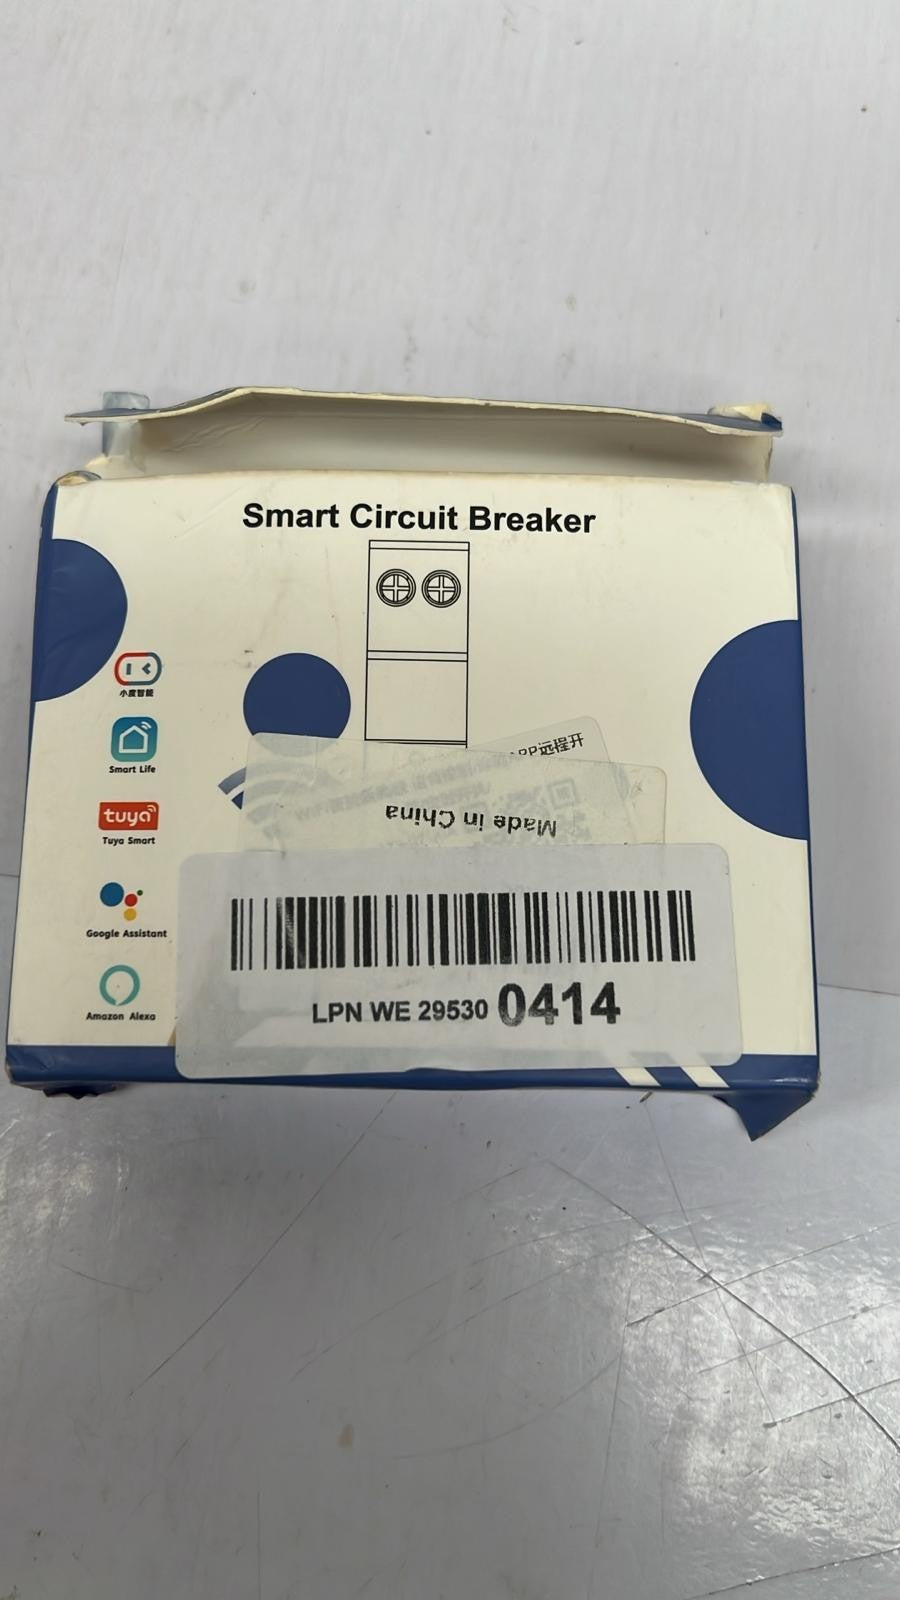 Smart Circuit Breaker
小度智能
APP远程开
Smart Life
Made in China
tuya
Tuya Smart
Google Assistant
LPN WE 29530 0414
Amazon Alexa